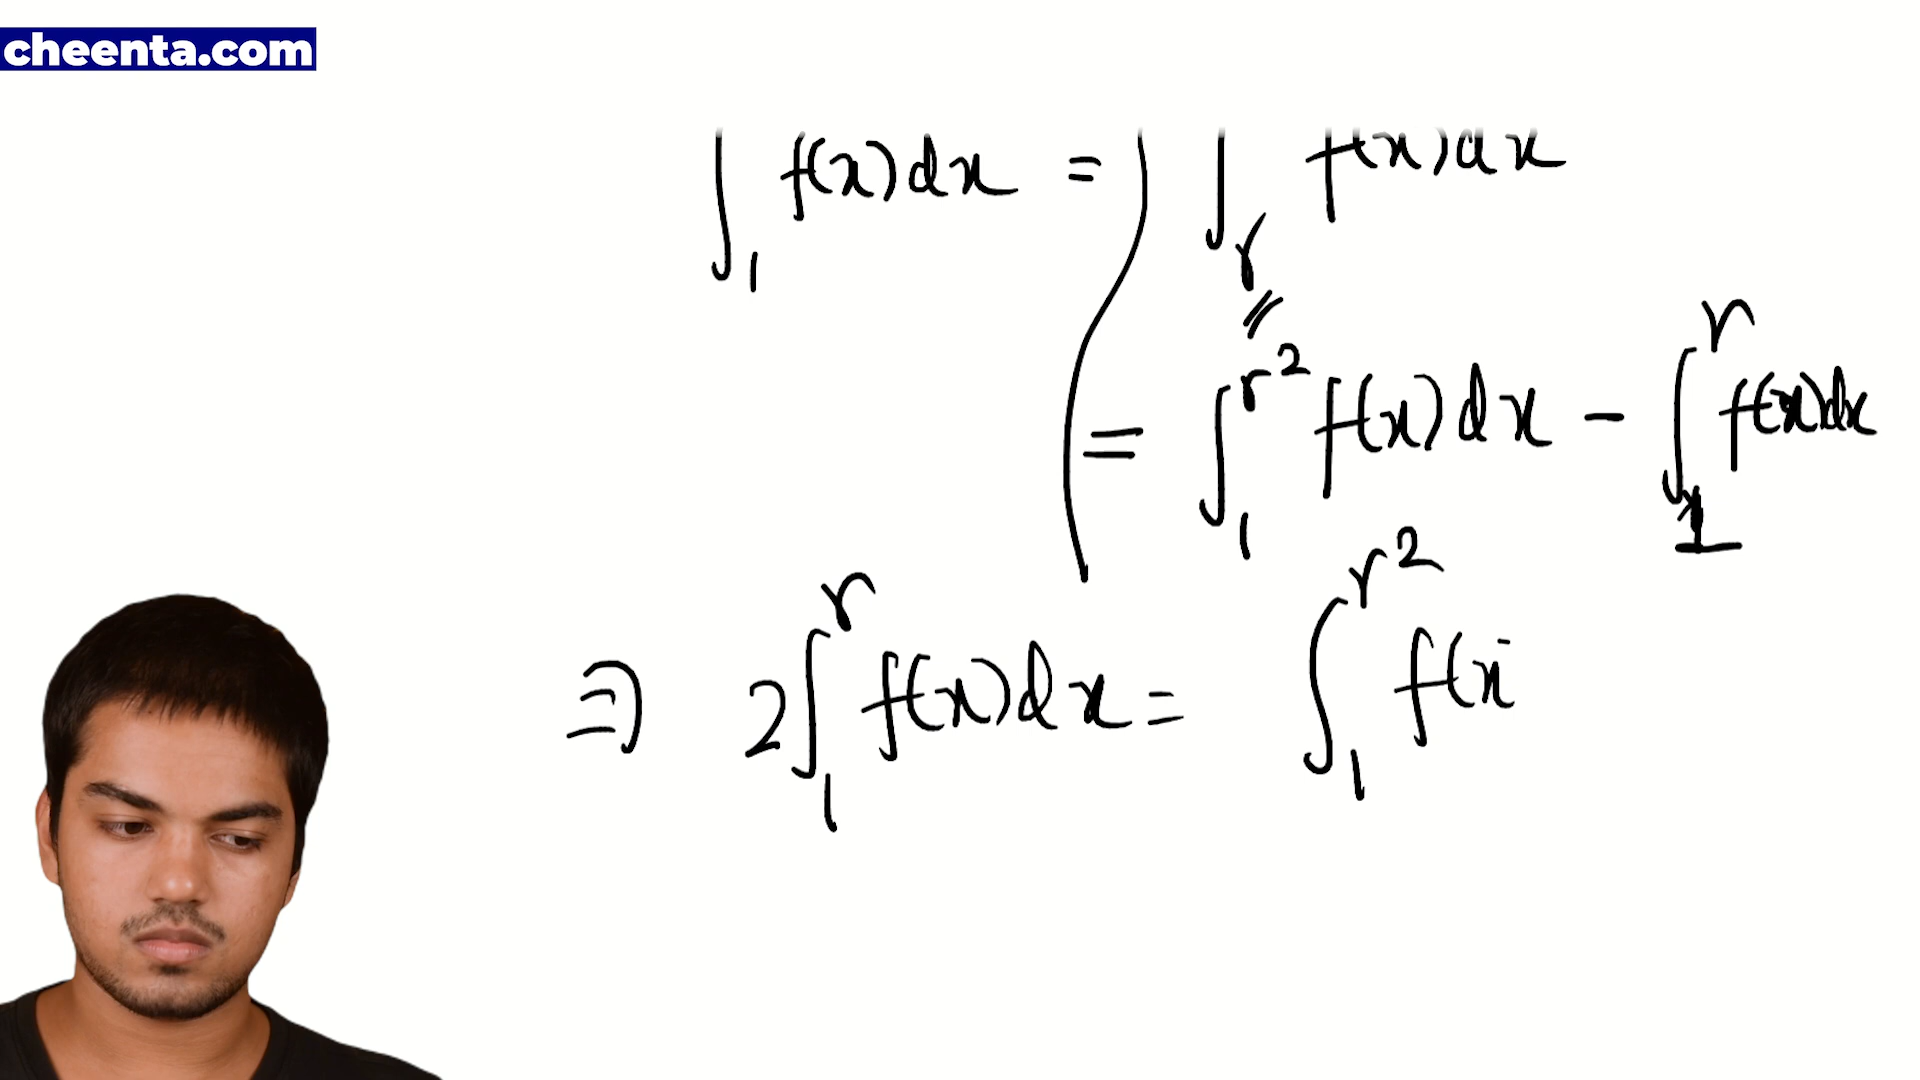 cheenta.com
∫₁ f(x)dx = ∫ᵣ f(x)dx
= ∫₁^{r²} f(x)dx − ∫₁^{r} f(x)dx
⇒ 2∫₁^{r} f(x)dx = ∫₁^{r²} f(x